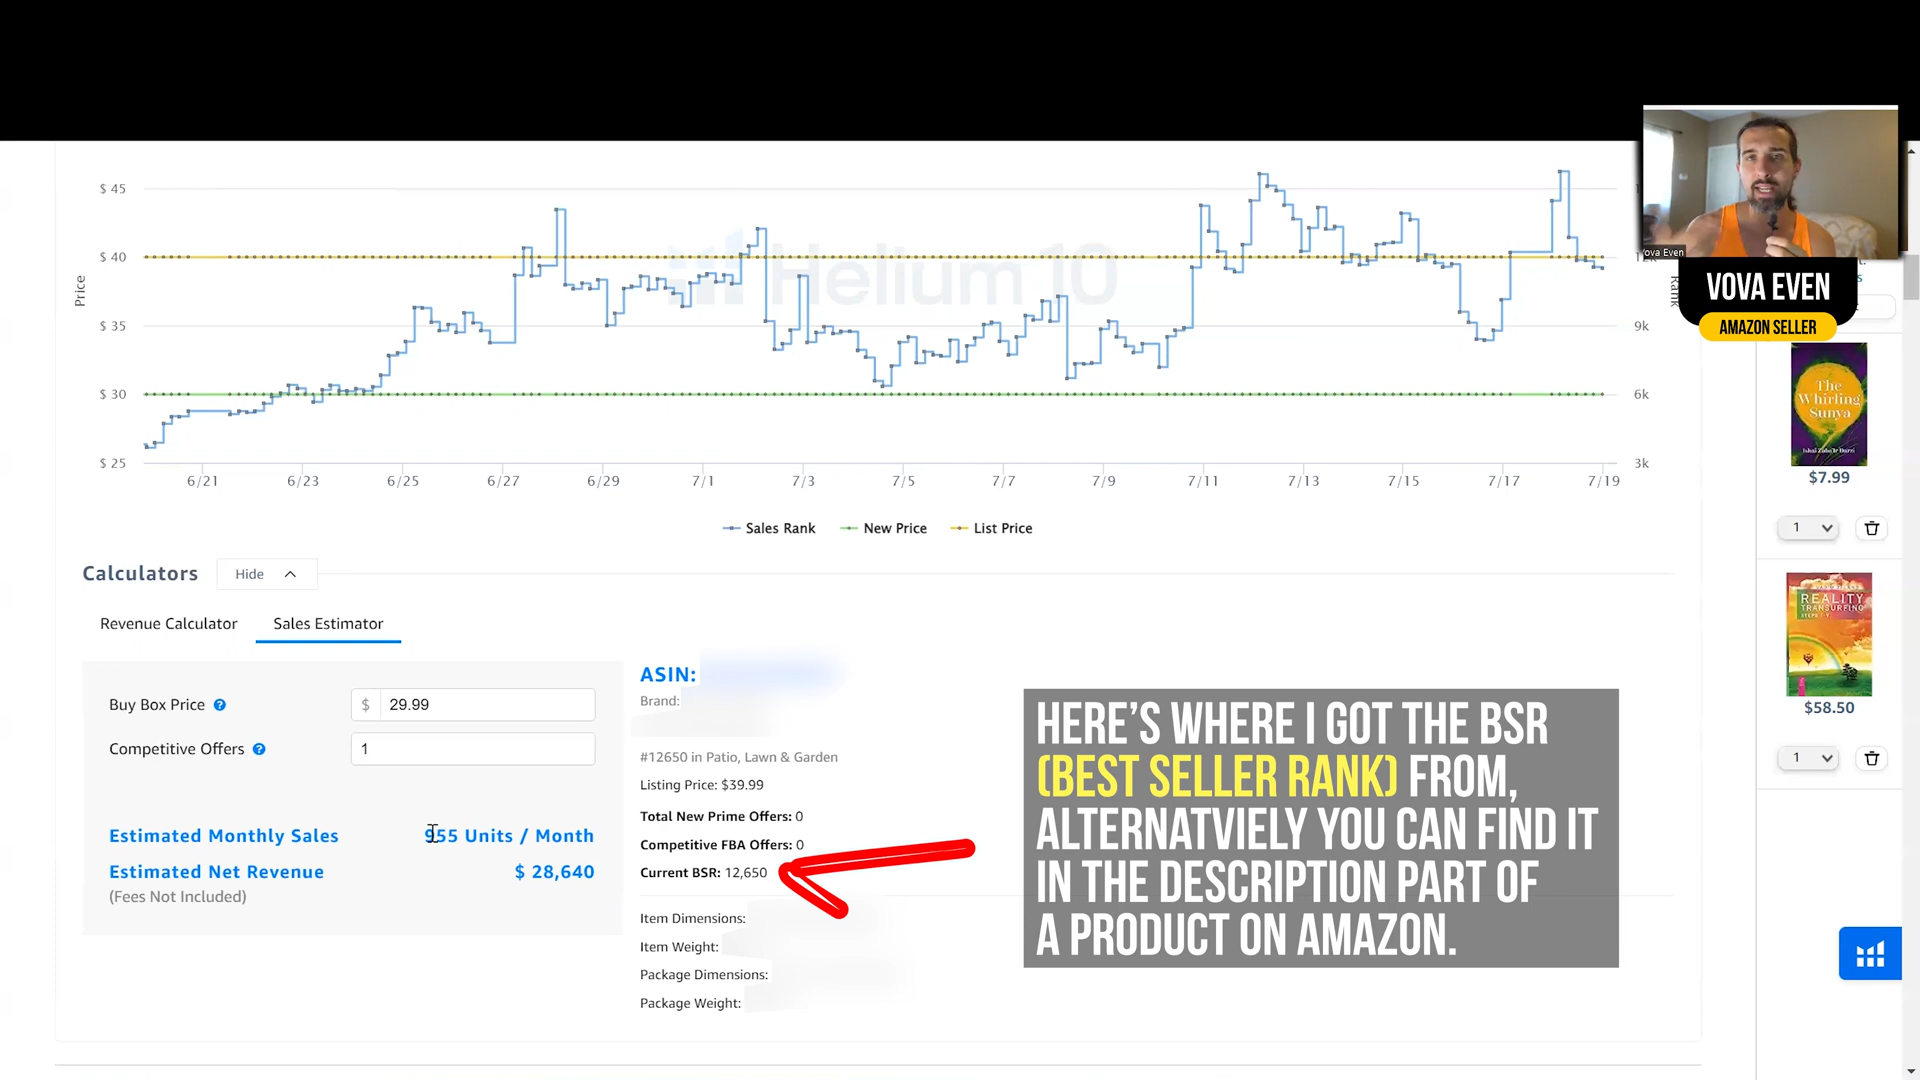 $ 45
$ 40
$ 35
$ 30
$ 25
Price
Helium 10
12k
9k
6k
3k
Rank
6/21 6/23 6/25 6/27 6/29 7/1 7/3 7/5 7/7 7/9 7/11 7/13 7/15 7/17 7/19
Sales Rank New Price List Price
Vova Even
VOVA EVEN
AMAZON SELLER
Calculators Hide
Revenue Calculator Sales Estimator
Buy Box Price ? $ 29.99
Competitive Offers ? 1
Estimated Monthly Sales 955 Units / Month
Estimated Net Revenue $ 28,640
(Fees Not Included)
ASIN:
Brand:
#12650 in Patio, Lawn & Garden
Listing Price: $39.99
Total New Prime Offers: 0
Competitive FBA Offers: 0
Current BSR: 12,650
Item Dimensions:
Item Weight:
Package Dimensions:
Package Weight:
HERE'S WHERE I GOT THE BSR
(BEST SELLER RANK) FROM,
ALTERNATVIELY YOU CAN FIND IT
IN THE DESCRIPTION PART OF
A PRODUCT ON AMAZON.
The
Whirling
Sunya
$7.99
1
REALITY
TRANSURFING
$58.50
1